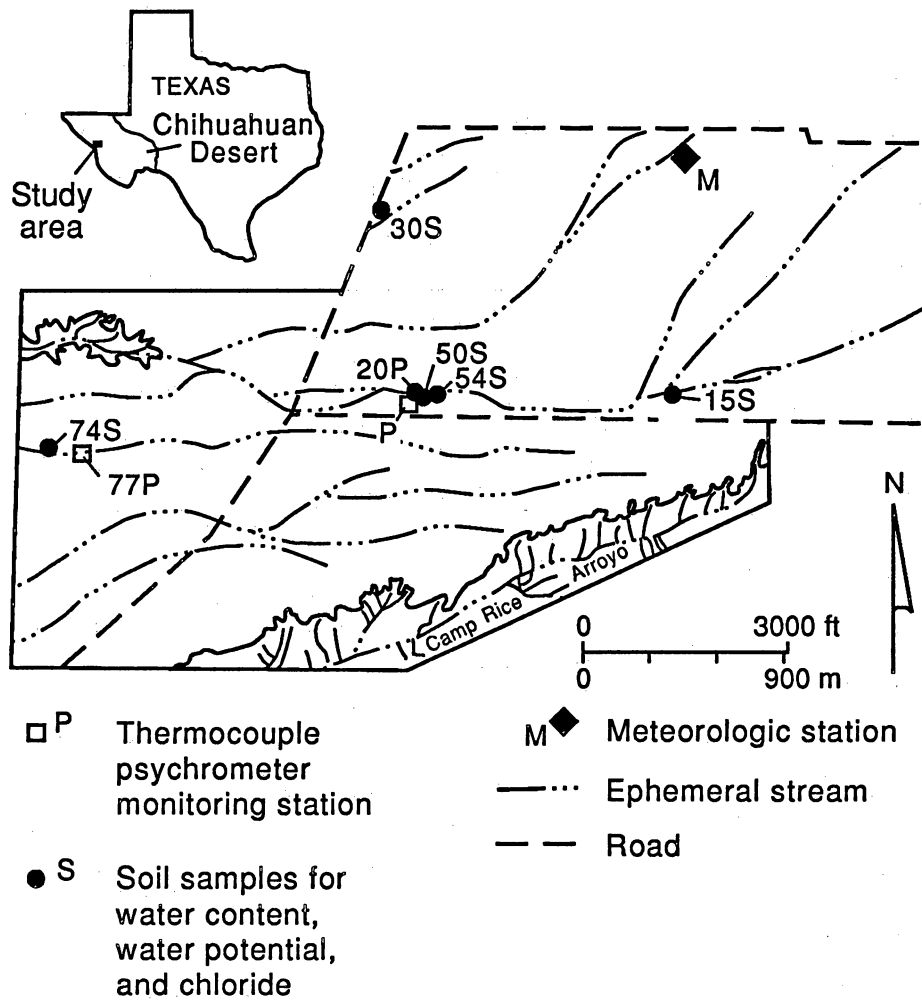 TEXAS
Chihuahuan
Desert
Study
area
M
30S
50S
20P
54S
15S
P
74S
77P
N
Camp Rice Arroyo
0 3000 ft
0 900 m
P Thermocouple
psychrometer
monitoring station
S Soil samples for
water content,
water potential,
and chloride
M Meteorologic station
Ephemeral stream
Road